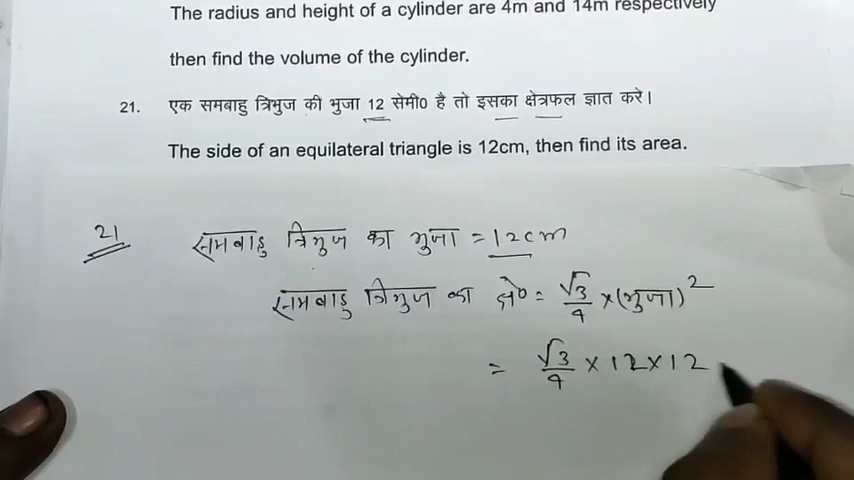 The radius and height of a cylinder are 4m and 14m respectively
then find the volume of the cylinder.
21. एक समबाहु त्रिभुज की भुजा 12 सेमी0 है तो इसका क्षेत्रफल ज्ञात करे।
The side of an equilateral triangle is 12cm, then find its area.
21 समबाहु त्रिभुज का भुजा = 12cm
समबाहु त्रिभुज का क्षे० = √3/4 × (भुजा)²
= √3/4 × 12 × 12